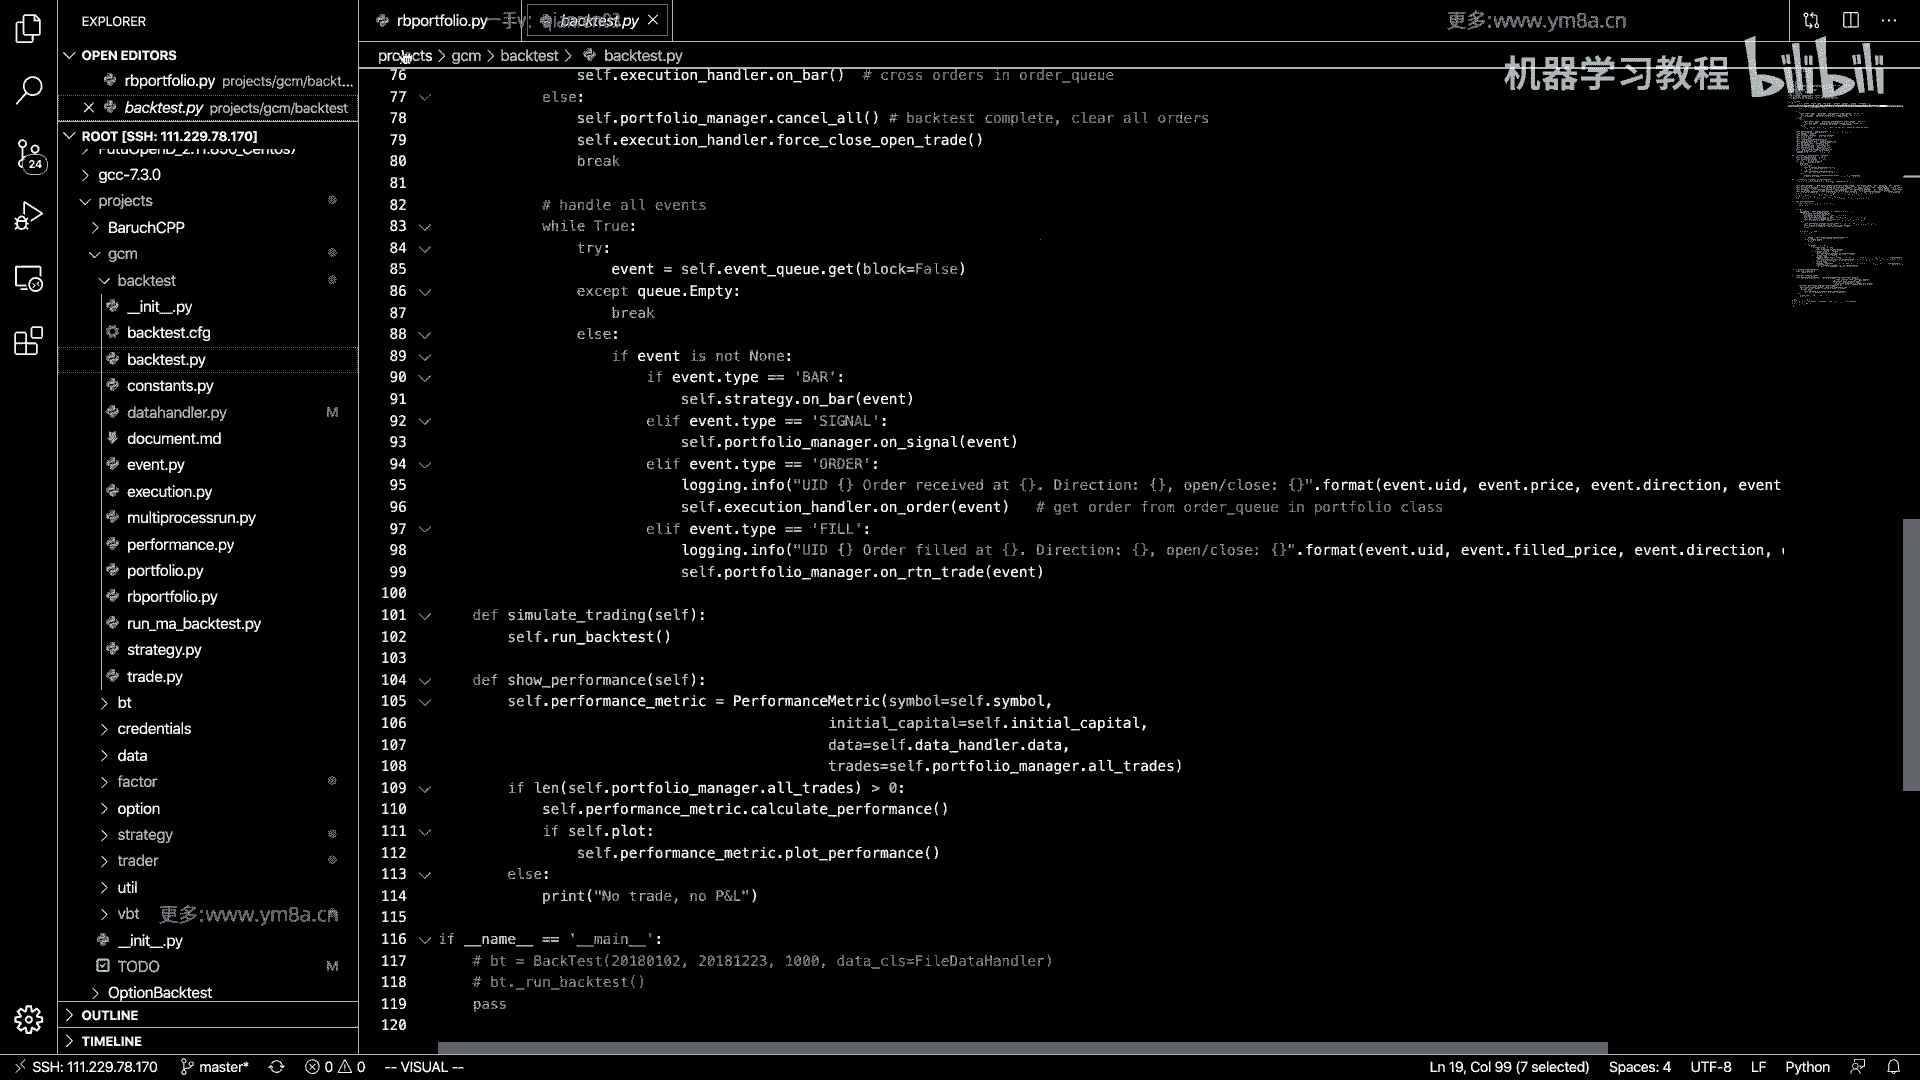 EXPLORER
OPEN EDITORS
rbportfolio.py projects/gcm/backt...
backtest.py projects/gcm/backtest
ROOT [SSH: 111.229.78.170]
gcc-7.3.0
projects
BaruchCPP
gcm
backtest
__init__.py
backtest.cfg
backtest.py
constants.py
datahandler.py M
document.md
event.py
execution.py
multiprocessrun.py
performance.py
portfolio.py
rbportfolio.py
run_ma_backtest.py
strategy.py
trade.py
bt
credentials
data
factor
option
strategy
trader
util
vbt
更多:www.ym8a.cn
__init__.py
TODO M
OptionBacktest
OUTLINE
TIMELINE
24
rbportfolio.py
backtest.py
更多:www.ym8a.cn
机器学习教程 bilibili
projects > gcm > backtest > backtest.py
76 self.execution_handler.on_bar()  # cross orders in order_queue
77 else:
78 self.portfolio_manager.cancel_all() # backtest complete, clear all orders
79 self.execution_handler.force_close_open_trade()
80 break
81
82 # handle all events
83 while True:
84 try:
85 event = self.event_queue.get(block=False)
86 except queue.Empty:
87 break
88 else:
89 if event is not None:
90 if event.type == 'BAR':
91 self.strategy.on_bar(event)
92 elif event.type == 'SIGNAL':
93 self.portfolio_manager.on_signal(event)
94 elif event.type == 'ORDER':
95 logging.info("UID {} Order received at {}. Direction: {}, open/close: {}".format(event.uid, event.price, event.direction, event
96 self.execution_handler.on_order(event)   # get order from order_queue in portfolio class
97 elif event.type == 'FILL':
98 logging.info("UID {} Order filled at {}. Direction: {}, open/close: {}".format(event.uid, event.filled_price, event.direction,
99 self.portfolio_manager.on_rtn_trade(event)
100
101 def simulate_trading(self):
102 self.run_backtest()
103
104 def show_performance(self):
105 self.performance_metric = PerformanceMetric(symbol=self.symbol,
106 initial_capital=self.initial_capital,
107 data=self.data_handler.data,
108 trades=self.portfolio_manager.all_trades)
109 if len(self.portfolio_manager.all_trades) > 0:
110 self.performance_metric.calculate_performance()
111 if self.plot:
112 self.performance_metric.plot_performance()
113 else:
114 print("No trade, no P&L")
115
116 if __name__ == '__main__':
117 # bt = BackTest(20180102, 20181223, 1000, data_cls=FileDataHandler)
118 # bt._run_backtest()
119 pass
120
SSH: 111.229.78.170 master* 0 0 -- VISUAL -- Ln 19, Col 99 (7 selected) Spaces: 4 UTF-8 LF Python